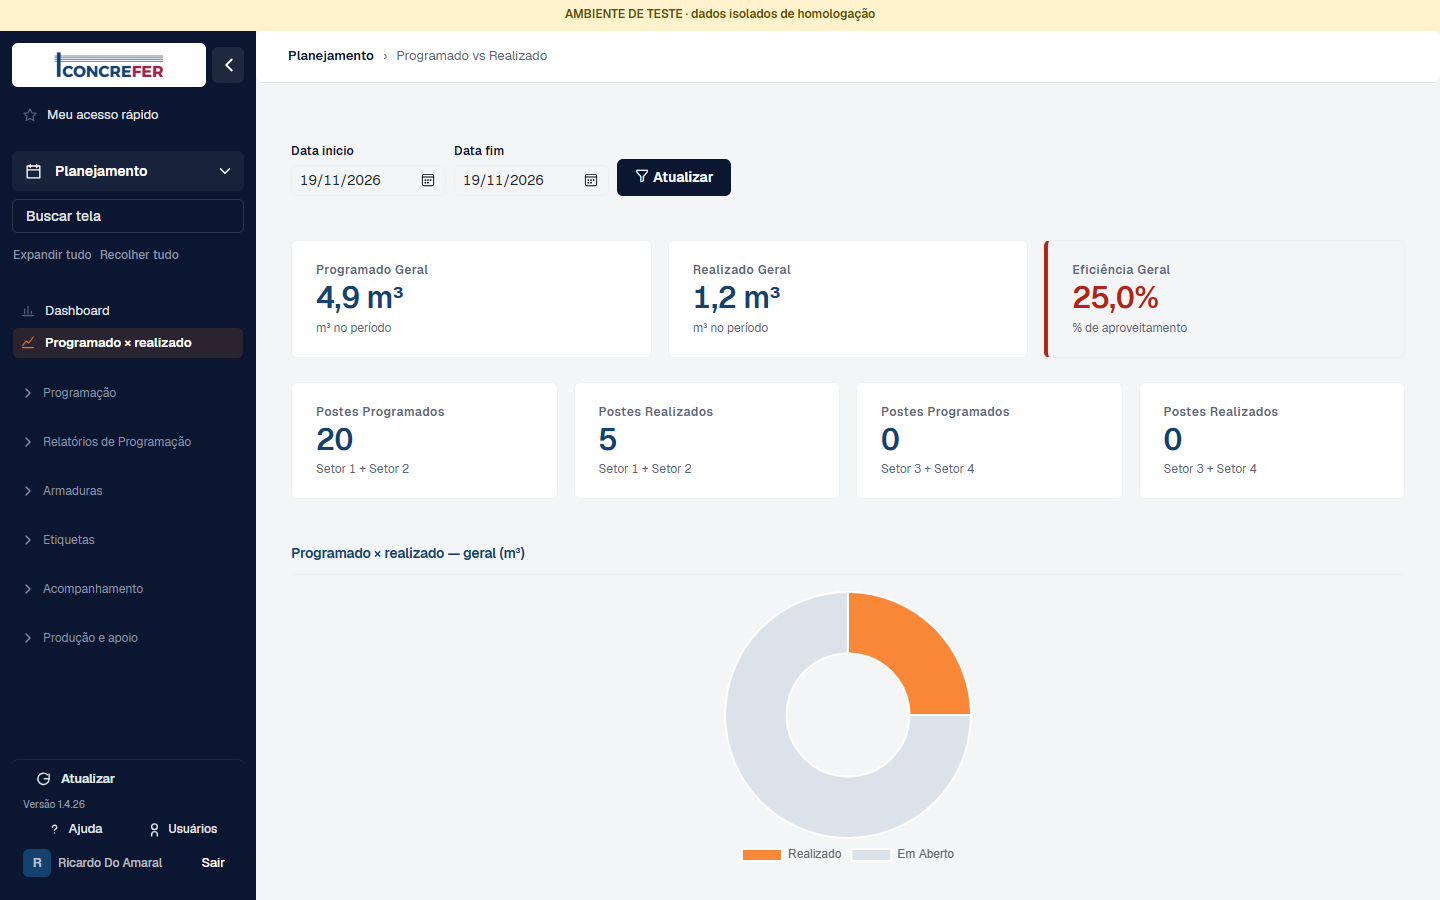 AMBIENTE DE TESTE · dados isolados de homologação
CONCREFER
Meu acesso rápido
Planejamento
Buscar tela
Expandir tudo Recolher tudo
Dashboard
Programado × realizado
Programação
Relatórios de Programação
Armaduras
Etiquetas
Acompanhamento
Produção e apoio
Atualizar
Versão 1.4.26
? Ajuda Usuários
R Ricardo Do Amaral Sair
Planejamento › Programado vs Realizado
Data início Data fim
19/11/2026 19/11/2026 Atualizar
Programado Geral
4,9 m³
m³ no período
Realizado Geral
1,2 m³
m³ no período
Eficiência Geral
25,0%
% de aproveitamento
Postes Programados
20
Setor 1 + Setor 2
Postes Realizados
5
Setor 1 + Setor 2
Postes Programados
0
Setor 3 + Setor 4
Postes Realizados
0
Setor 3 + Setor 4
Programado × realizado — geral (m³)
Realizado Em Aberto